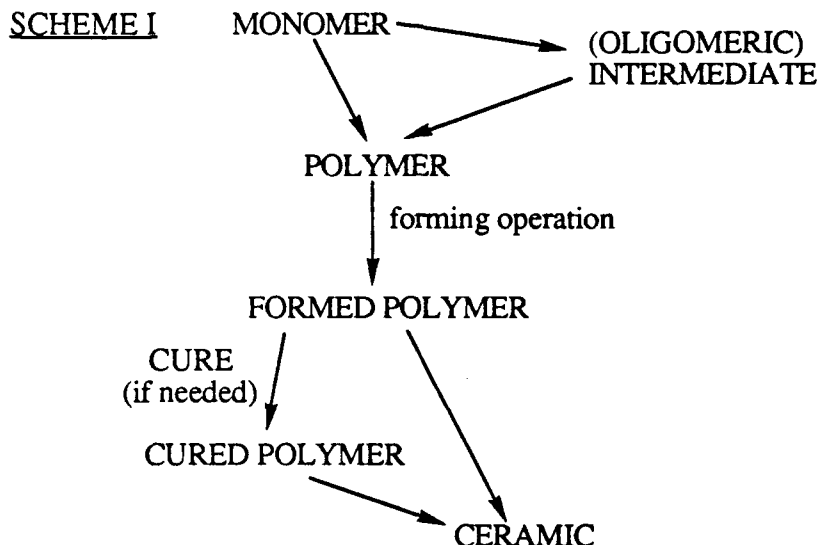 SCHEME I
MONOMER
(OLIGOMERIC)
INTERMEDIATE
POLYMER
forming operation
FORMED POLYMER
CURE
(if needed)
CURED POLYMER
CERAMIC